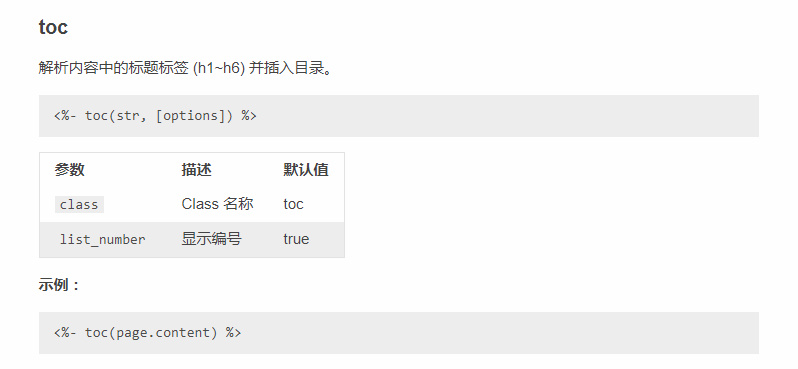 toc
解析内容中的标题标签 (h1~h6) 并插入目录。
<%- toc(str, [options]) %>
参数 描述 默认值
class Class 名称 toc
list_number 显示编号 true
示例：
<%- toc(page.content) %>